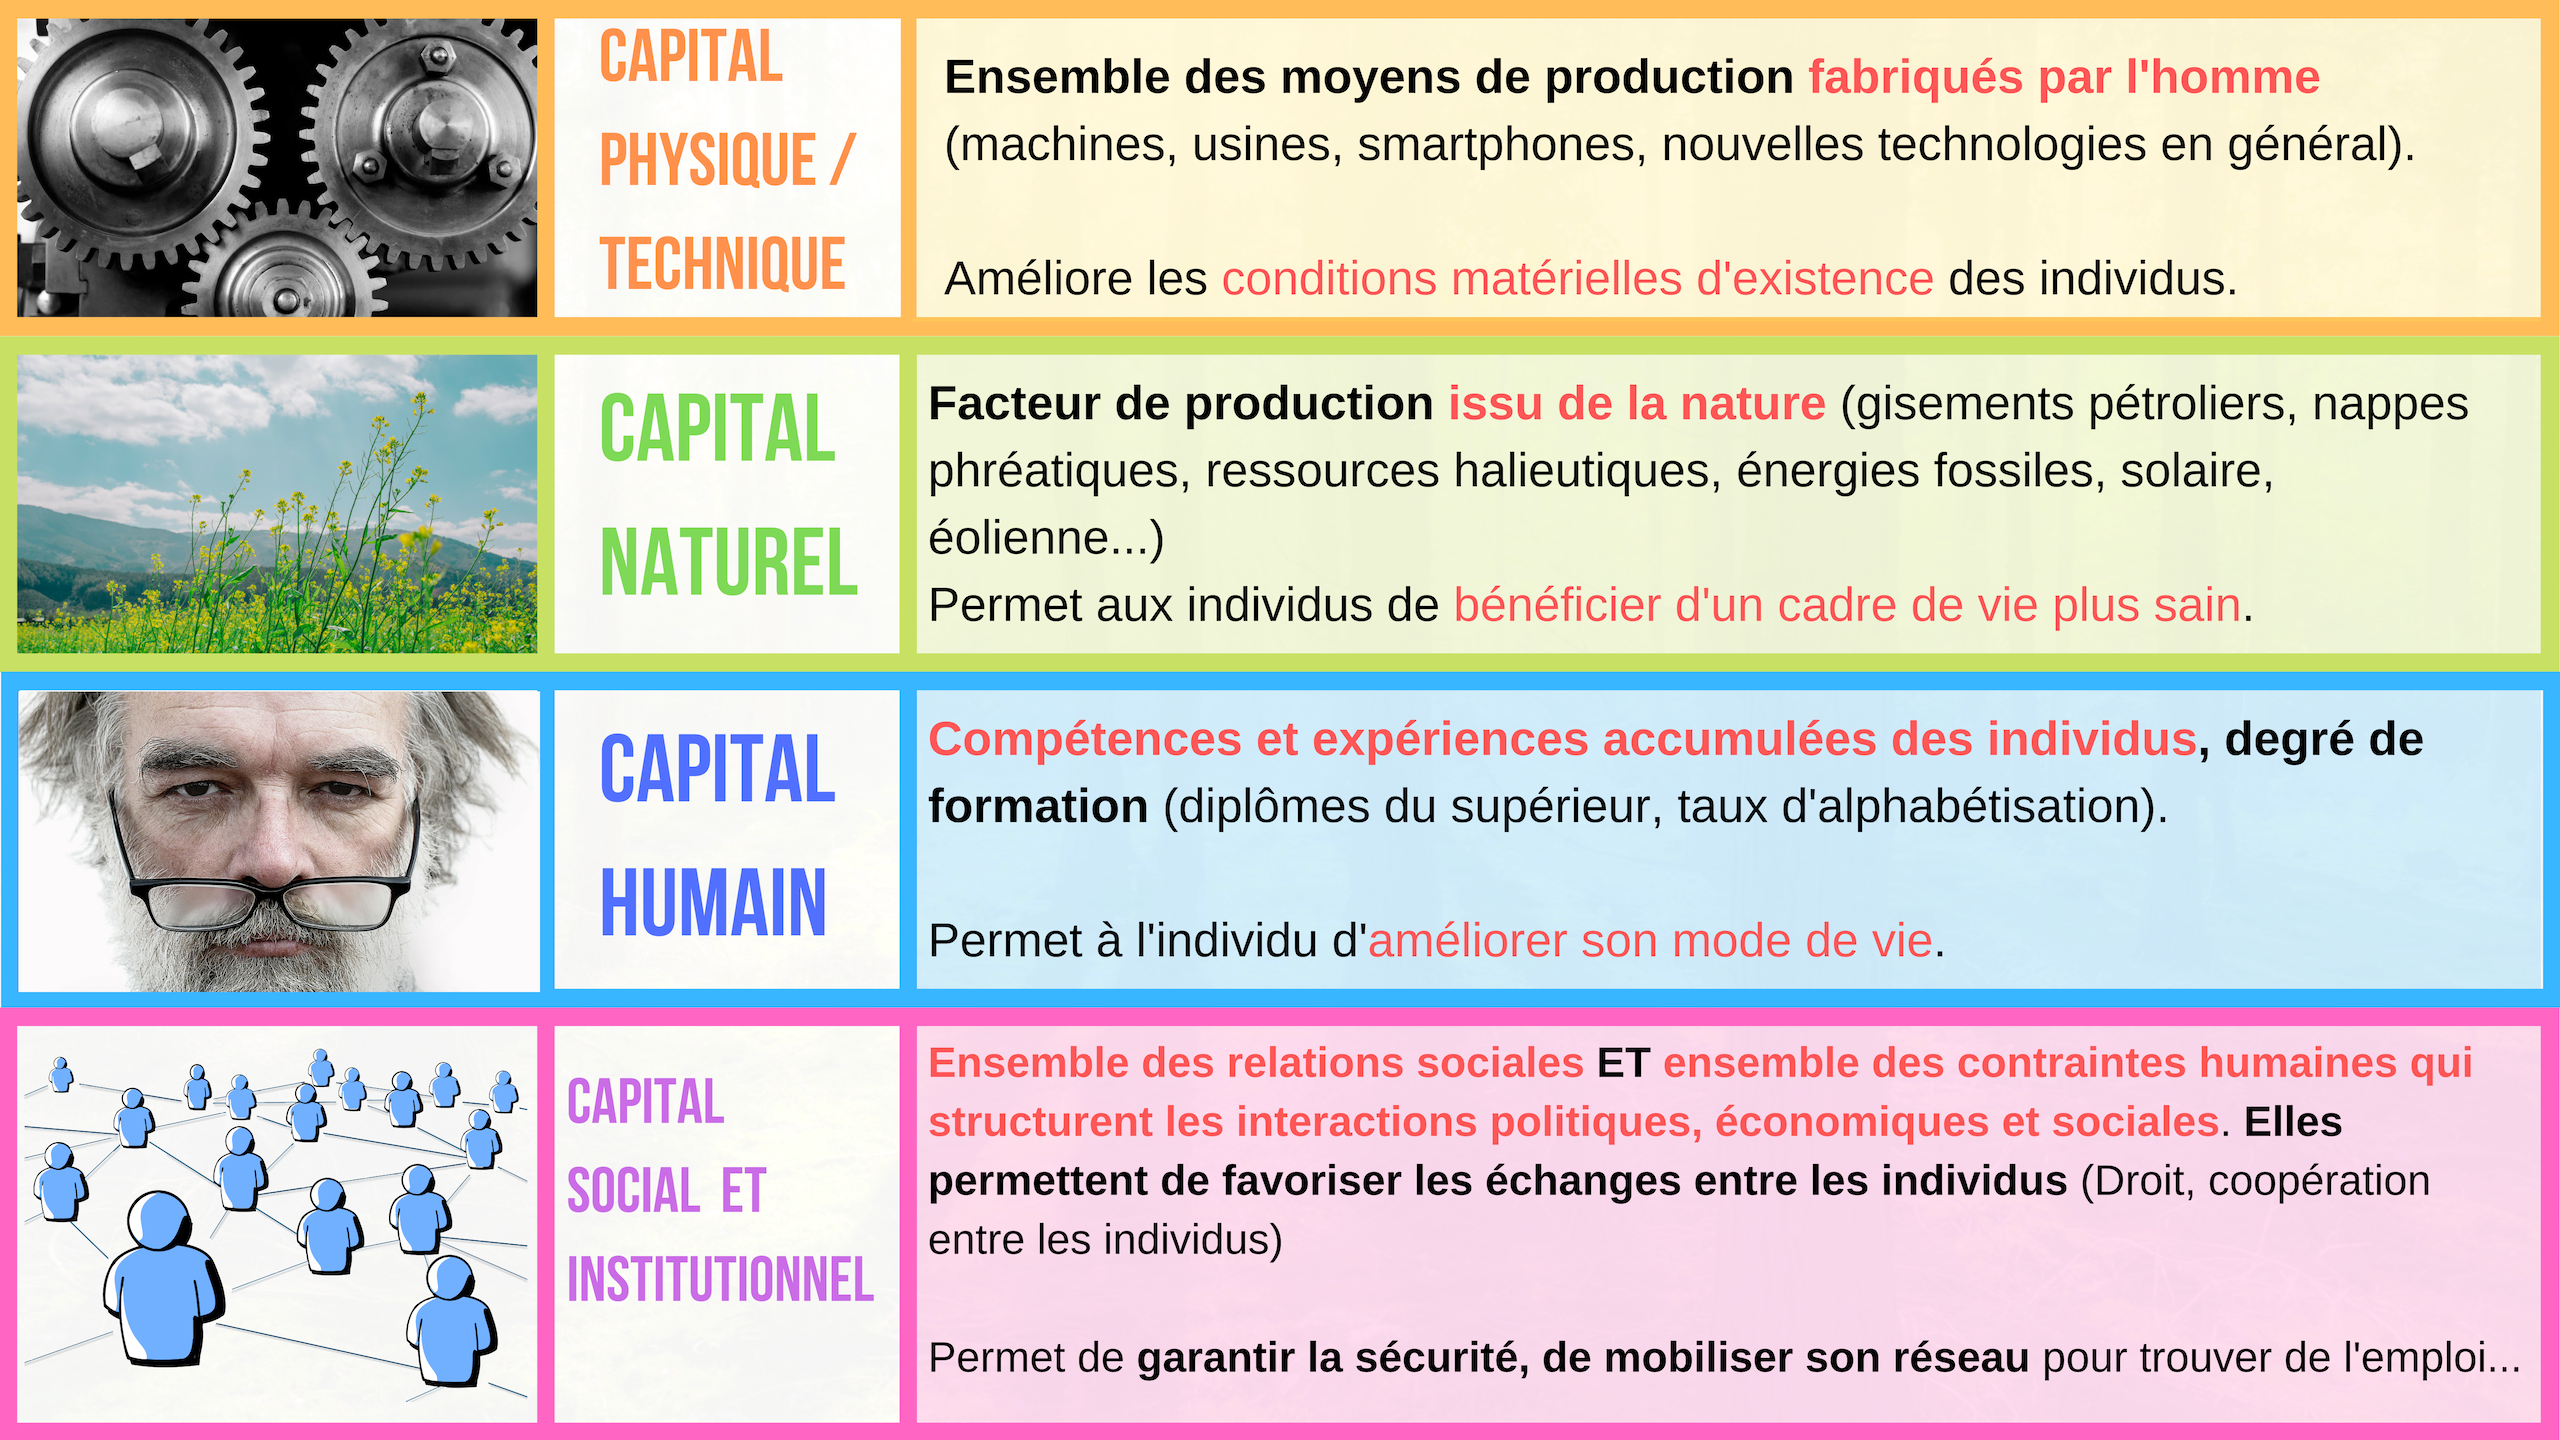 CAPITAL
PHYSIQUE /
TECHNIQUE
Ensemble des moyens de production fabriqués par l'homme
(machines, usines, smartphones, nouvelles technologies en général).
Améliore les conditions matérielles d'existence des individus.
CAPITAL
NATUREL
Facteur de production issu de la nature (gisements pétroliers, nappes
phréatiques, ressources halieutiques, énergies fossiles, solaire,
éolienne...)
Permet aux individus de bénéficier d'un cadre de vie plus sain.
CAPITAL
HUMAIN
Compétences et expériences accumulées des individus, degré de
formation (diplômes du supérieur, taux d'alphabétisation).
Permet à l'individu d'améliorer son mode de vie.
CAPITAL
SOCIAL ET
INSTITUTIONNEL
Ensemble des relations sociales ET ensemble des contraintes humaines qui
structurent les interactions politiques, économiques et sociales. Elles
permettent de favoriser les échanges entre les individus (Droit, coopération
entre les individus)
Permet de garantir la sécurité, de mobiliser son réseau pour trouver de l'emploi...